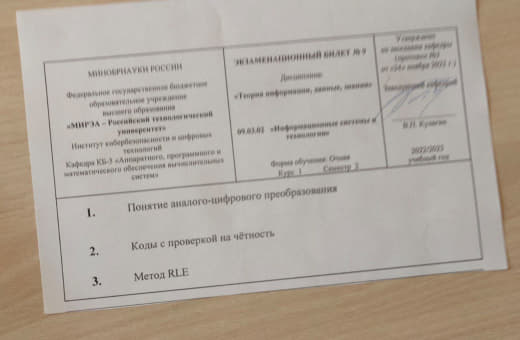 МИНОБРНАУКИ РОССИИ
Федеральное государственное бюджетное
образовательное учреждение
высшего образования
«МИРЭА – Российский технологический
университет»
Институт кибербезопасности и цифровых
технологий
Кафедра КБ-3 «Аппаратного, программного и
математического обеспечения вычислительных
систем»
ЭКЗАМЕНАЦИОННЫЙ БИЛЕТ № 9
Дисциплина:
«Теория информации, данные, знания»
09.03.02 «Информационные системы и
технологии»
Форма обучения: Очная
Курс 1 Семестр 2
Утверждено
на заседании кафедры
(протокол №3
от «24» ноября 2021 г.)
Заведующий кафедрой
В.П. Кулагин
2022/2023
учебный год
1. Понятие аналого-цифрового преобразования
2. Коды с проверкой на чётность
3. Метод RLE